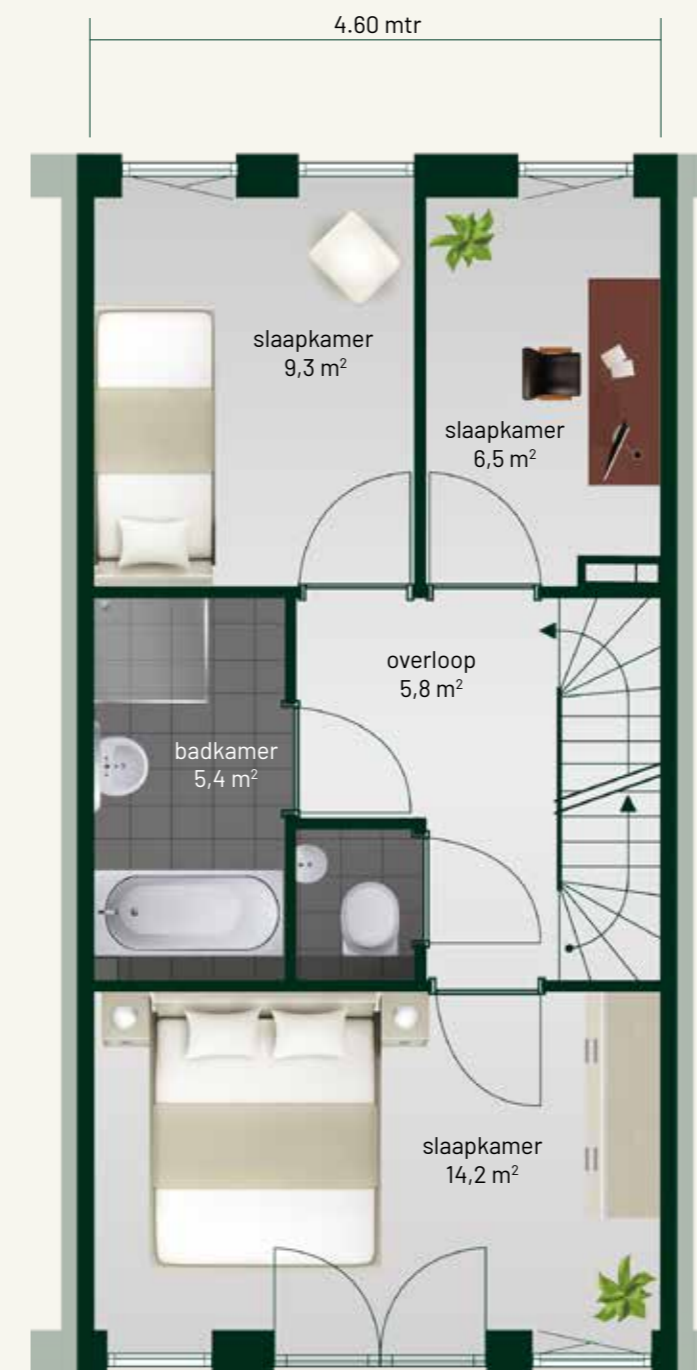 4.60 mtr
slaapkamer
9,3 m²
slaapkamer
6,5 m²
overloop
5,8 m²
badkamer
5,4 m²
slaapkamer
14,2 m²